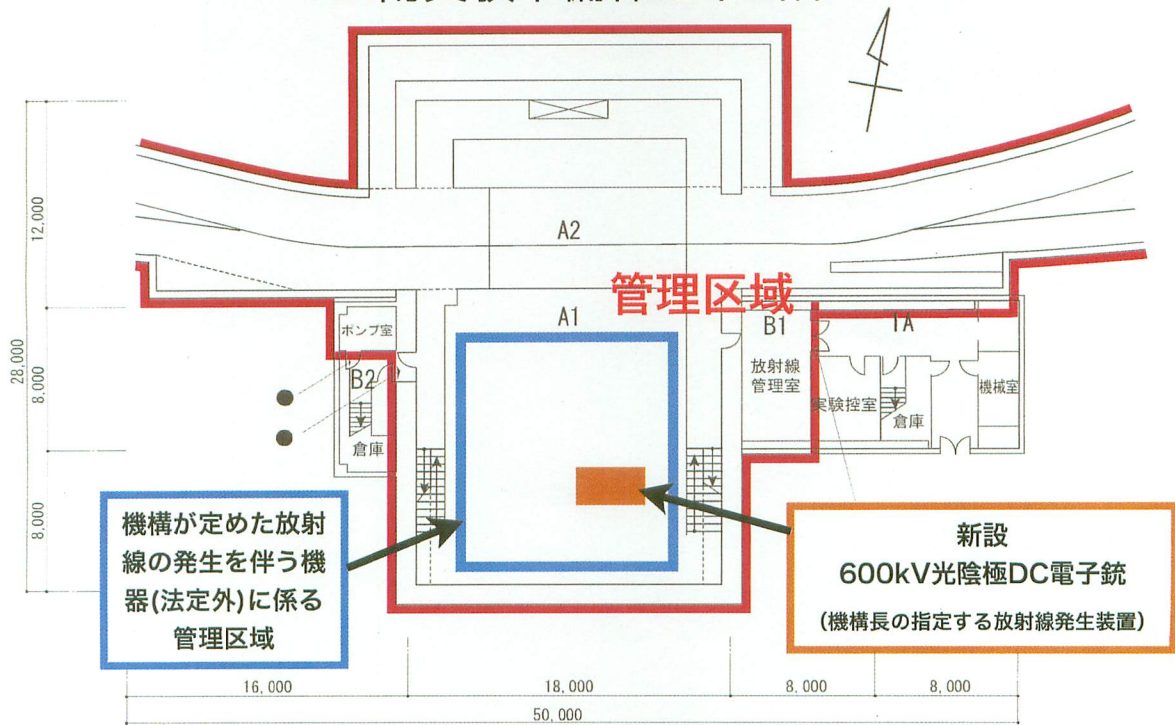 A2
管理区域
A1
B1
1A
ポンプ室
放射線
管理室
B2
実験控室
倉庫
機械室
倉庫
12,000
28,000
8,000
8,000
機構が定めた放射
線の発生を伴う機
器(法定外)に係る
管理区域
新設
600kV光陰極DC電子銃
(機構長の指定する放射線発生装置)
16,000
18,000
8,000
8,000
50,000